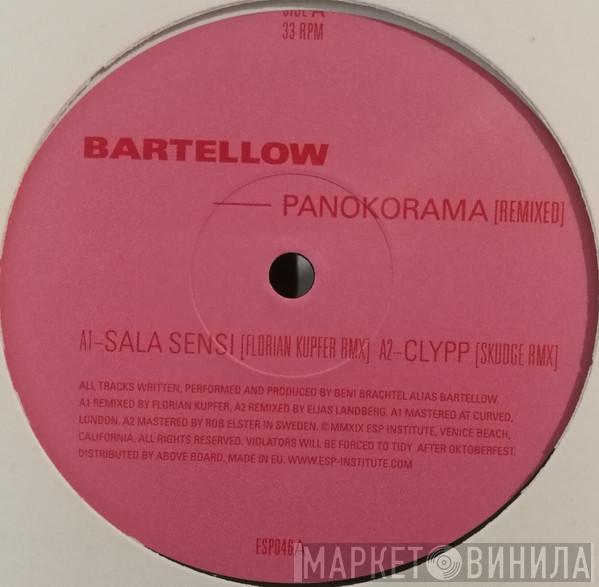 SIDE A
33 RPM
BARTELLOW
— PANOKORAMA [REMIXED]
A1–SALA SENSI [FLORIAN KUPFER RMX] A2–CLYPP [SKUDGE RMX]
ALL TRACKS WRITTEN, PERFORMED AND PRODUCED BY BENI BRACHTEL ALIAS BARTELLOW.
A1 REMIXED BY FLORIAN KUPFER, A2 REMIXED BY ELIAS LANDBERG. A1 MASTERED AT CURVED,
LONDON. A2 MASTERED BY ROB ELSTER IN SWEDEN. ©MMXIX ESP INSTITUTE, VENICE BEACH,
CALIFORNIA. ALL RIGHTS RESERVED. VIOLATORS WILL BE FORCED TO TIDY AFTER OKTOBERFEST.
DISTRIBUTED BY ABOVE BOARD. MADE IN EU. WWW.ESP-INSTITUTE.COM
ESP046A
МАРКЕТ ВИНИЛА